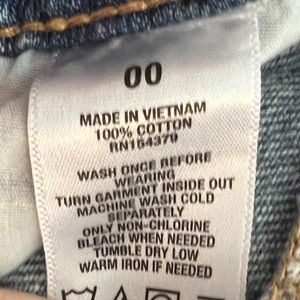 00
MADE IN VIETNAM
100% COTTON
RN154379
WASH ONCE BEFORE
WEARING
TURN GARMENT INSIDE OUT
MACHINE WASH COLD
SEPARATELY
ONLY NON-CHLORINE
BLEACH WHEN NEEDED
TUMBLE DRY LOW
WARM IRON IF NEEDED